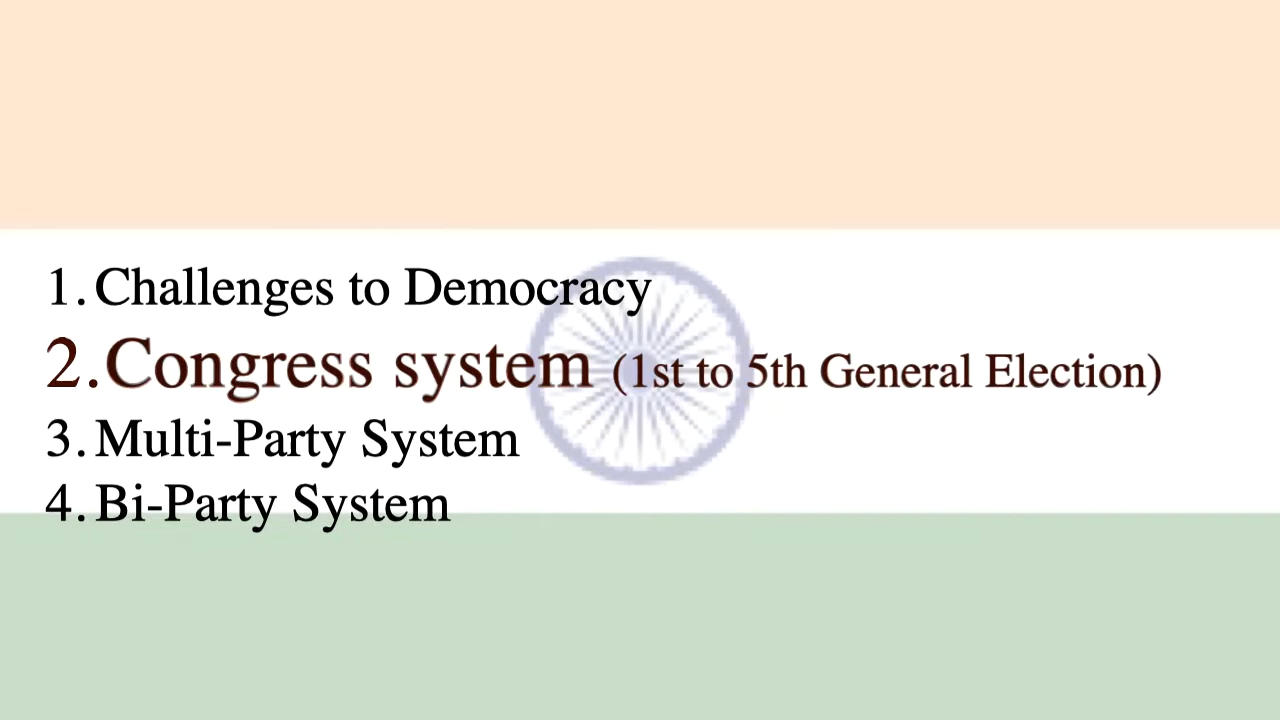 1. Challenges to Democracy
2. Congress system (1st to 5th General Election)
3. Multi-Party System
4. Bi-Party System